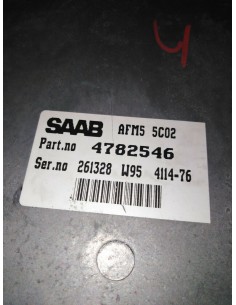 4
SAAB AFM5 5C02
Part.no 4782546
Ser.no 261328 W95 4114-76